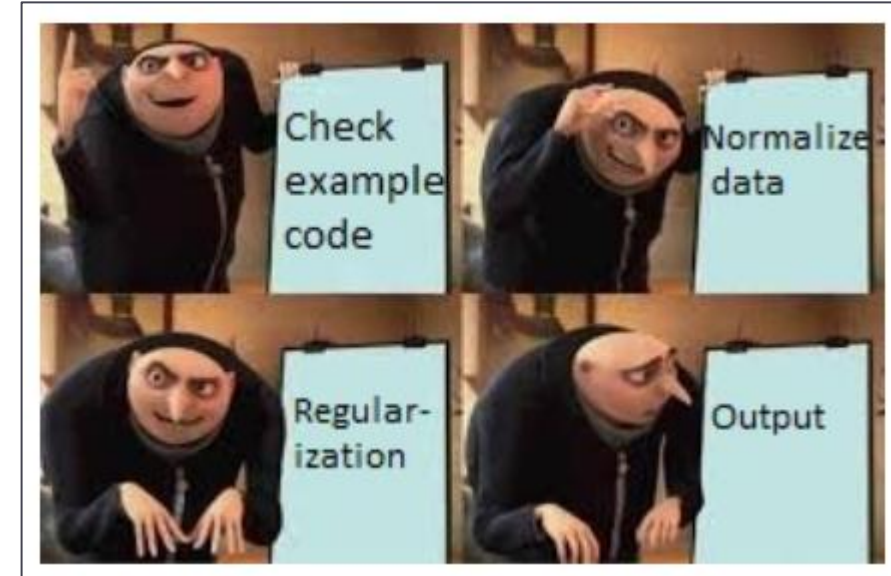 Check
example
code
Normalize
data
Regular-
ization
Output